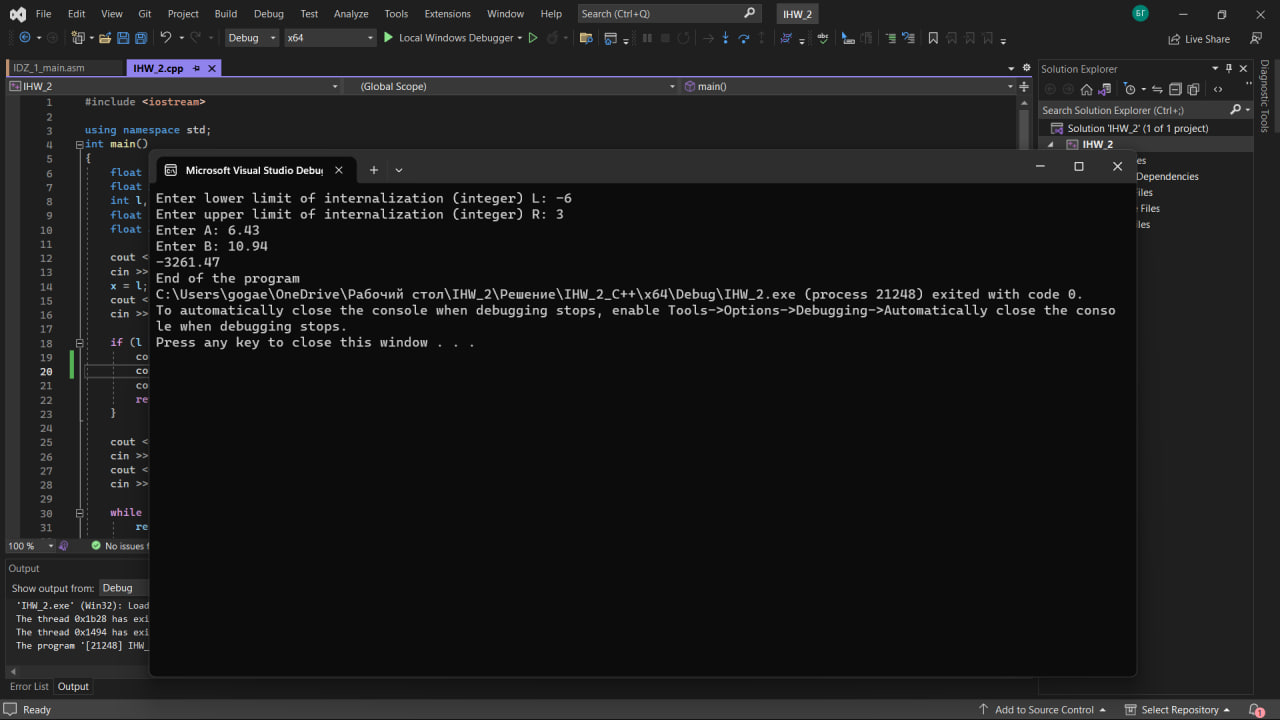 File Edit View Git Project Build Debug Test Analyze Tools Extensions Window Help Search (Ctrl+Q) IHW_2 БГ
Debug x64 Local Windows Debugger Live Share
IDZ_1_main.asm IHW_2.cpp
IHW_2 (Global Scope) main()
1 #include <iostream>
2
3 using namespace std;
4 int main()
5 {
6 float
7 float
8 int l,
9 float
10 float
11
12 cout <
13 cin >>
14 x = l;
15 cout <
16 cin >>
17
18 if (l
19 co
20 co
21 co
22 re
23 }
24
25 cout <
26 cin >>
27 cout <
28 cin >>
29
30 while
31 re
100 % No issues f
Output
Show output from: Debug
'IHW_2.exe' (Win32): Load
The thread 0x1b28 has exi
The thread 0x1494 has exi
The program '[21248] IHW_
Error List Output
Ready Add to Source Control Select Repository 1
Microsoft Visual Studio Debug
Enter lower limit of internalization (integer) L: -6
Enter upper limit of internalization (integer) R: 3
Enter A: 6.43
Enter B: 10.94
-3261.47
End of the program
C:\Users\gogae\OneDrive\Рабочий стол\IHW_2\Решение\IHW_2_C++\x64\Debug\IHW_2.exe (process 21248) exited with code 0.
To automatically close the console when debugging stops, enable Tools->Options->Debugging->Automatically close the conso
le when debugging stops.
Press any key to close this window . . .
Solution Explorer
Search Solution Explorer (Ctrl+;)
Solution 'IHW_2' (1 of 1 project)
IHW_2
es
Dependencies
iles
Files
iles
Diagnostic Tools